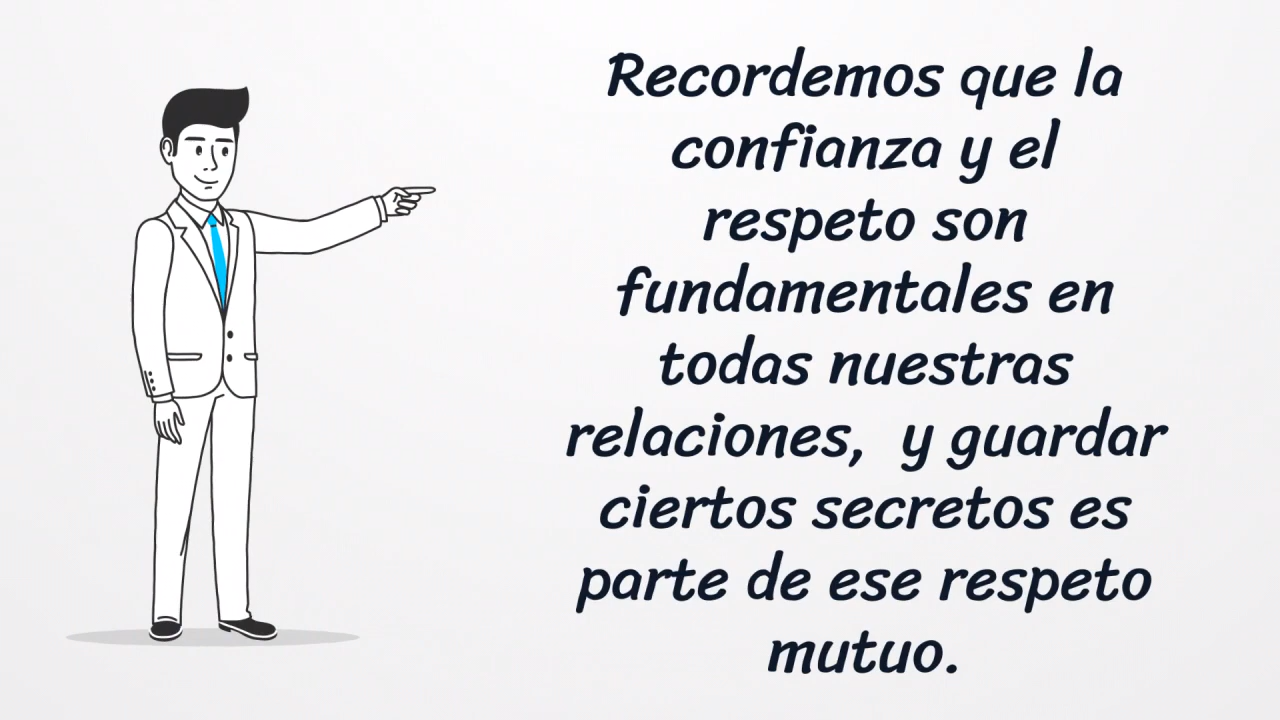 Recordemos que la
confianza y el
respeto son
fundamentales en
todas nuestras
relaciones,  y guardar
ciertos secretos es
parte de ese respeto
mutuo.